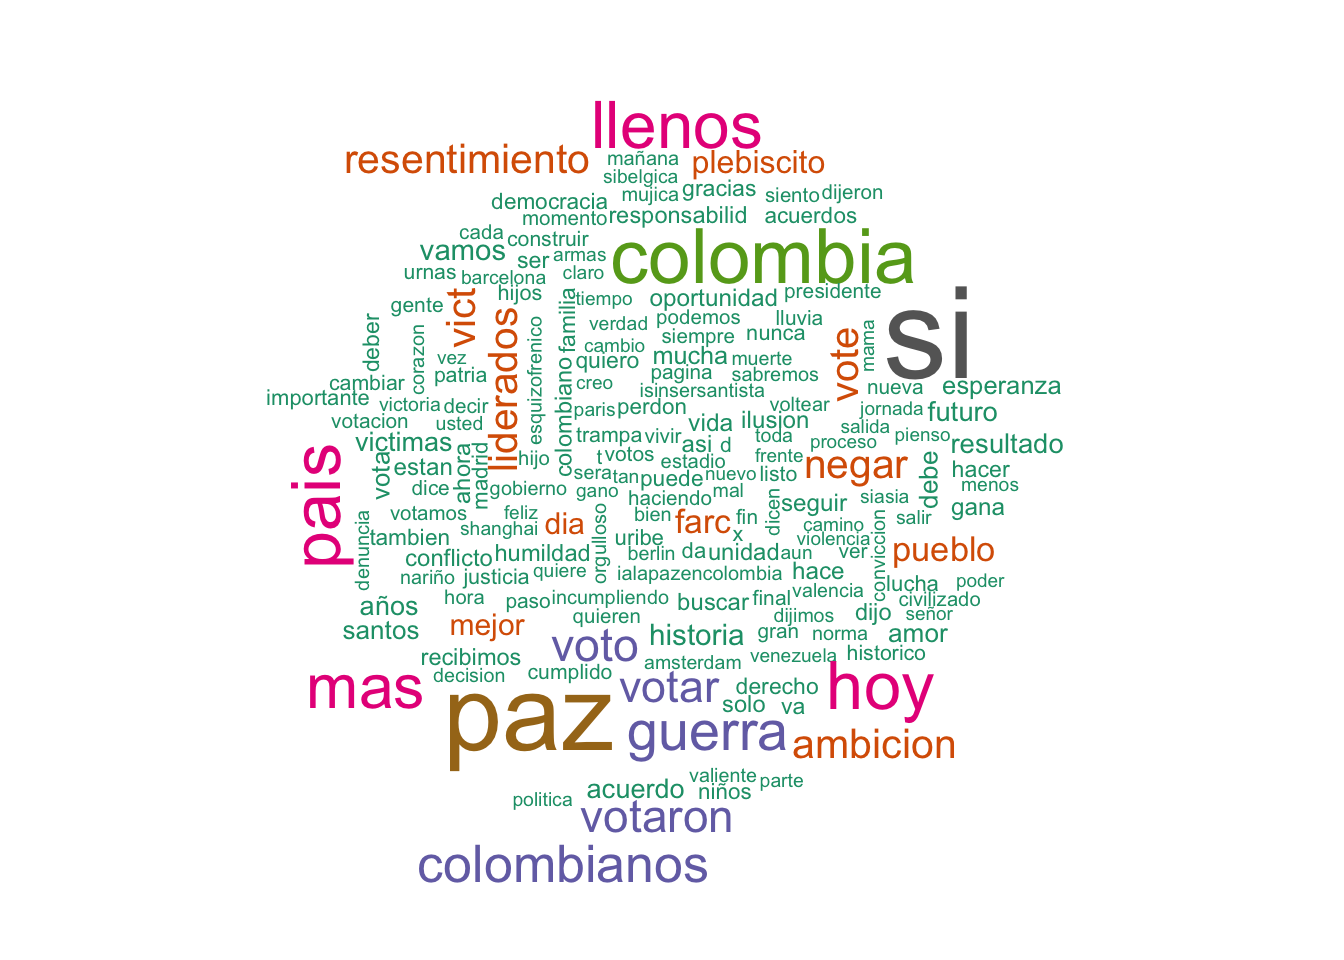 llenos
resentimiento
mañana
plebiscito
sibelgica
mujica
gracias
siento
dijeron
democracia
momento
responsabilid
acuerdos
cada
construir
vamos
ser
armas
colombia
urnas
barcelona
claro
gente
vict
hijos
tiempo
oportunidad
presidente
si
deber
corazon
liderados
esquizofrenico
familia
verdad
podemos
lluvia
siempre
nunca
vote
mama
vez
cambio
quiero
mucha
muerte
cambiar
patria
creo
pagina
sabremos
nueva
esperanza
importante
isinsersantista
victoria
decir
colombiano
paris
perdon
voltear
jornada
futuro
votacion
usted
vida
ilusion
salida
pienso
victimas
trampa
vivir
asi
d
toda
proceso
resultado
pais
vota
estan
ahora
madrid
hijo
t
votos
estadio
frente
negar
debe
hacer
sera
tan
puede
nuevo
listo
menos
dice
gobierno
gano
haciendo
mal
dicen
seguir
siasia
gana
votamos
feliz
bien
farc
fin
camino
salir
denuncia
tambien
shanghai
dia
orgulloso
uribe
x
violencia
conviccion
pueblo
conflicto
humildad
berlin
da
unidad
aun
ver
nariño
justicia
quiere
ialapazencolombia
hace
lucha
poder
años
hora
paso
incumpliendo
buscar
final
valencia
civilizado
santos
mejor
quieren
dijimos
dijo
señor
voto
historia
gran
norma
amor
recibimos
amsterdam
venezuela
historico
mas
decision
cumplido
votar
derecho
hoy
paz
solo
va
guerra
ambicion
valiente
parte
politica
acuerdo
niños
votaron
colombianos